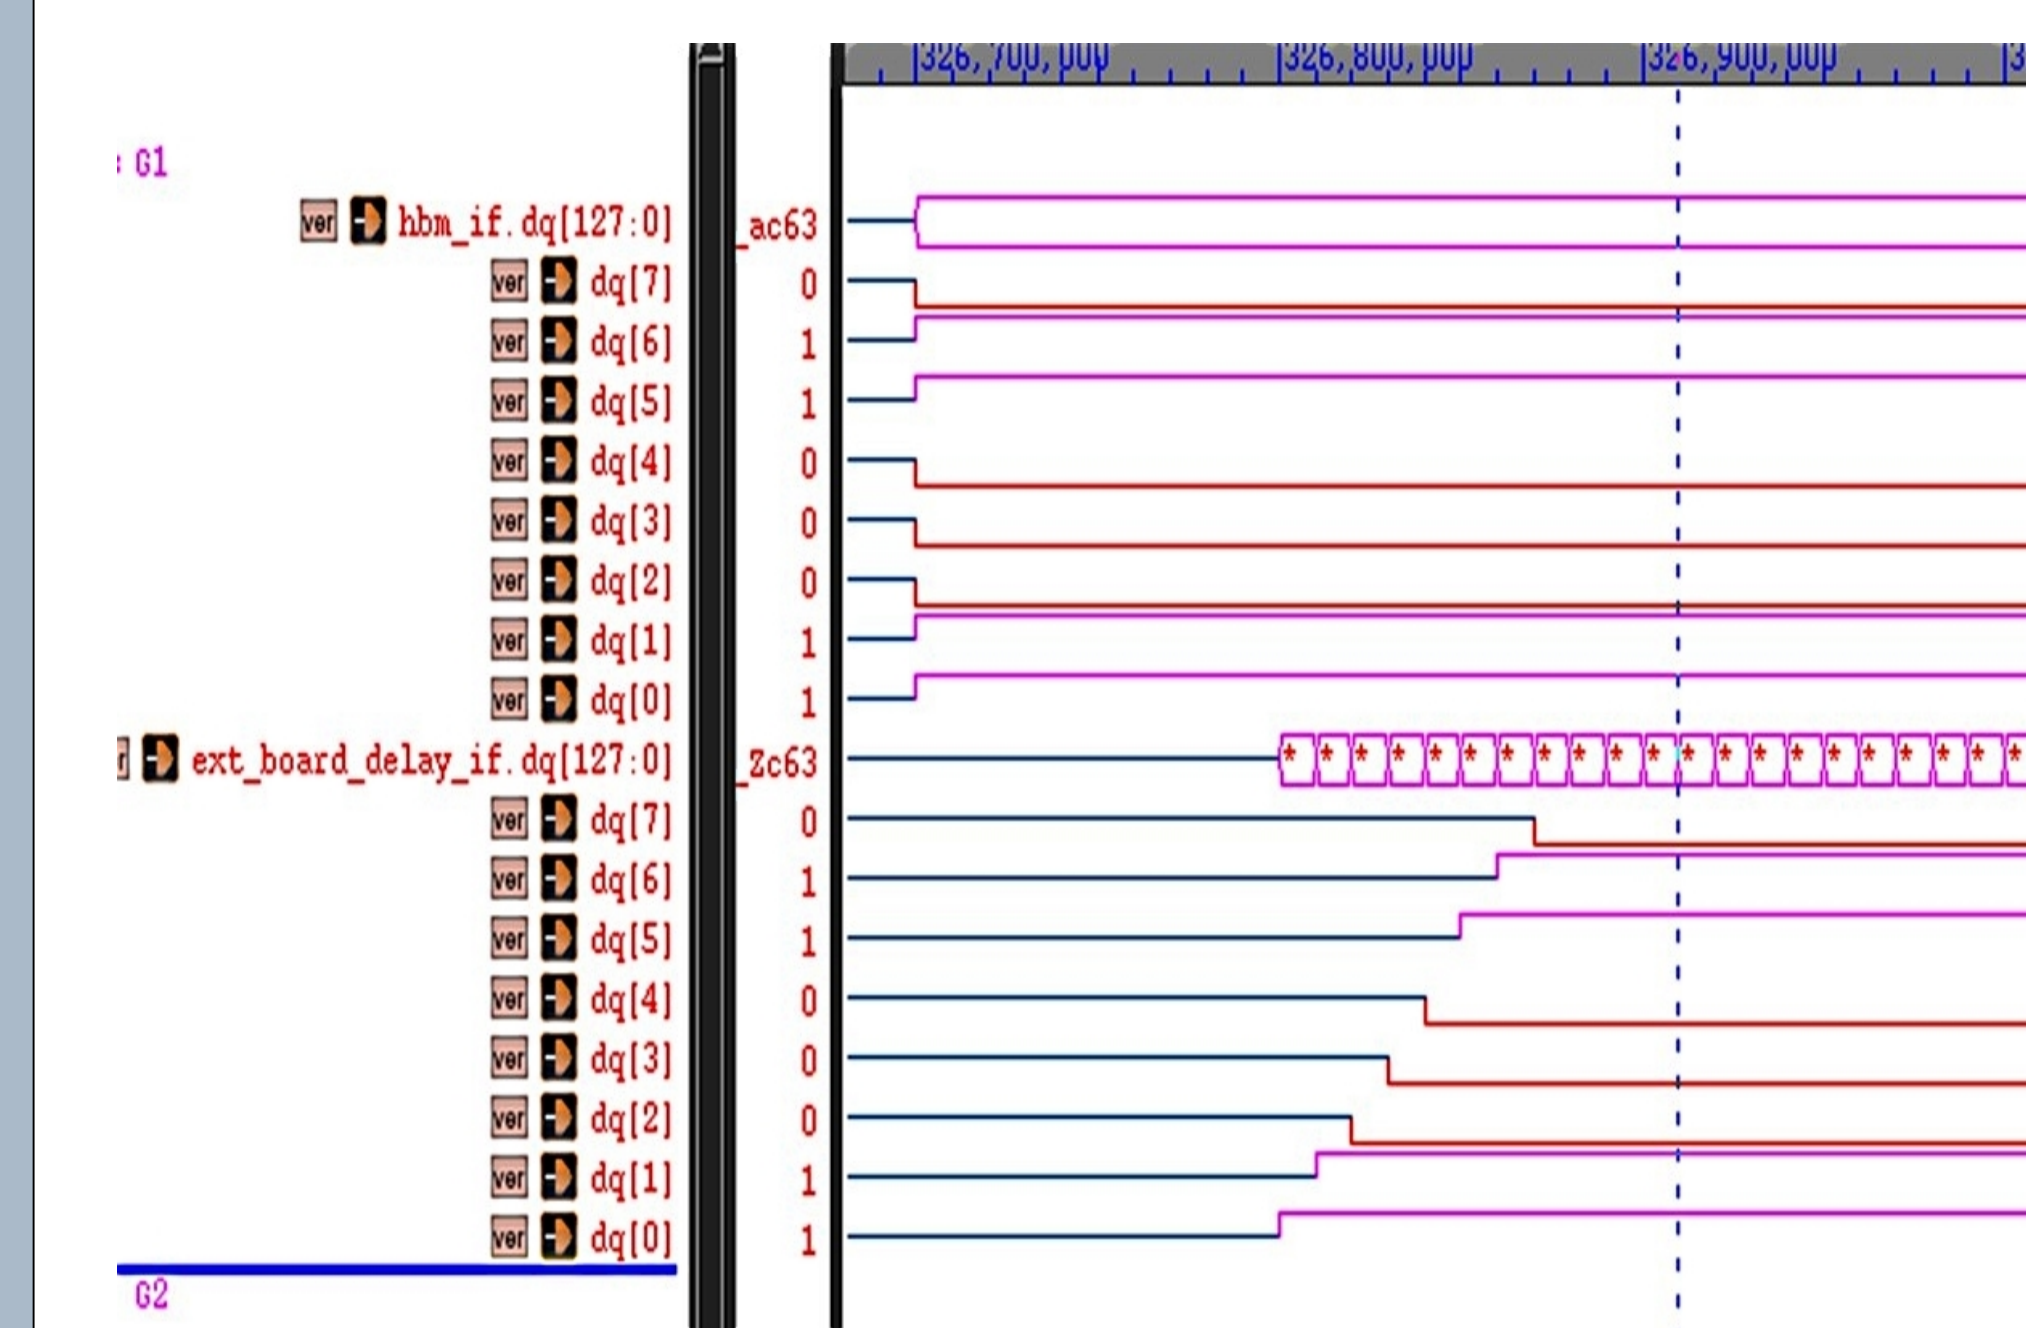 326,700,000 326,800,000 326,900,000 3
: G1
ver hbm_if.dq[127:0] _ac63
ver dq[7] 0
ver dq[6] 1
ver dq[5] 1
ver dq[4] 0
ver dq[3] 0
ver dq[2] 0
ver dq[1] 1
ver dq[0] 1
r ext_board_delay_if.dq[127:0] _Zc63 * * * * * * * * * * * * * * * * * * * * *
ver dq[7] 0
ver dq[6] 1
ver dq[5] 1
ver dq[4] 0
ver dq[3] 0
ver dq[2] 0
ver dq[1] 1
ver dq[0] 1
G2